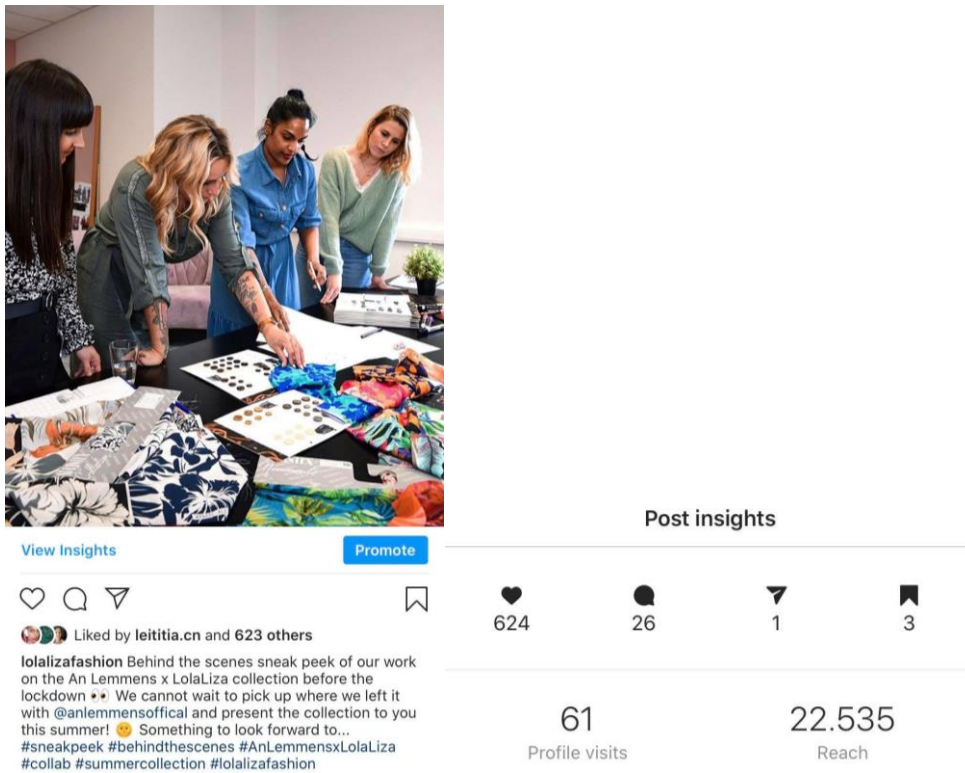 View Insights
Promote
Liked by leititia.cn and 623 others
lolalizafashion Behind the scenes sneak peek of our work
on the An Lemmens x LolaLiza collection before the
lockdown 👀 We cannot wait to pick up where we left it
with @anlemmensoffical and present the collection to you
this summer! 😶 Something to look forward to...
#sneakpeek #behindthescenes #AnLemmensxLolaLiza
#collab #summercollection #lolalizafashion
Post insights
624 26 1 3
61 22.535
Profile visits Reach